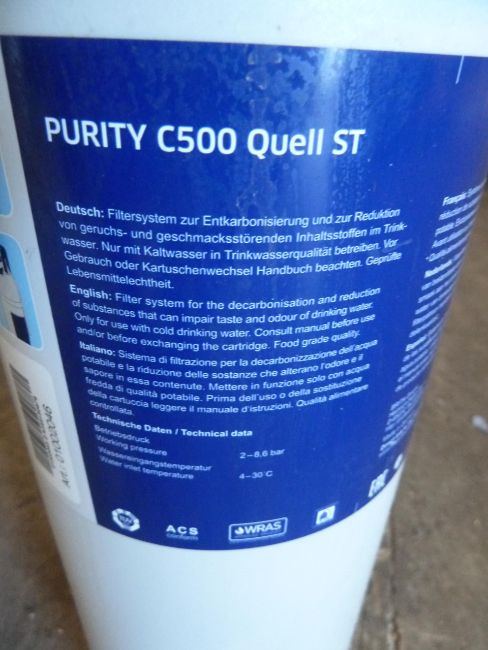 PURITY C500 Quell ST
Deutsch: Filtersystem zur Entkarbonisierung und zur Reduktion
von geruchs- und geschmacksstörenden Inhaltsstoffen im Trink-
wasser. Nur mit Kaltwasser in Trinkwasserqualität betreiben. Vor
Gebrauch oder Kartuschenwechsel Handbuch beachten. Geprüfte
Lebensmittelechtheit.
English: Filter system for the decarbonisation and reduction
of substances that can impair taste and odour of drinking water.
Only for use with cold drinking water. Consult manual before use
and/or before exchanging the cartridge. Food grade quality.
Italiano: Sistema di filtrazione per la decarbonizzazione dell'acqua
potabile e la riduzione delle sostanze che alterano l'odore e il
sapore in essa contenute. Mettere in funzione solo con acqua
fredda di qualità potabile. Prima dell'uso o della sostituzione
della cartuccia leggere il manuale d'istruzioni. Qualità alimentare
controllata.
Technische Daten / Technical data
Betriebsdruck
Working pressure 2–8,6 bar
Wassereingangstemperatur
Water inlet temperature 4–30°C
ACS
conform
WRAS
EAC
Français: